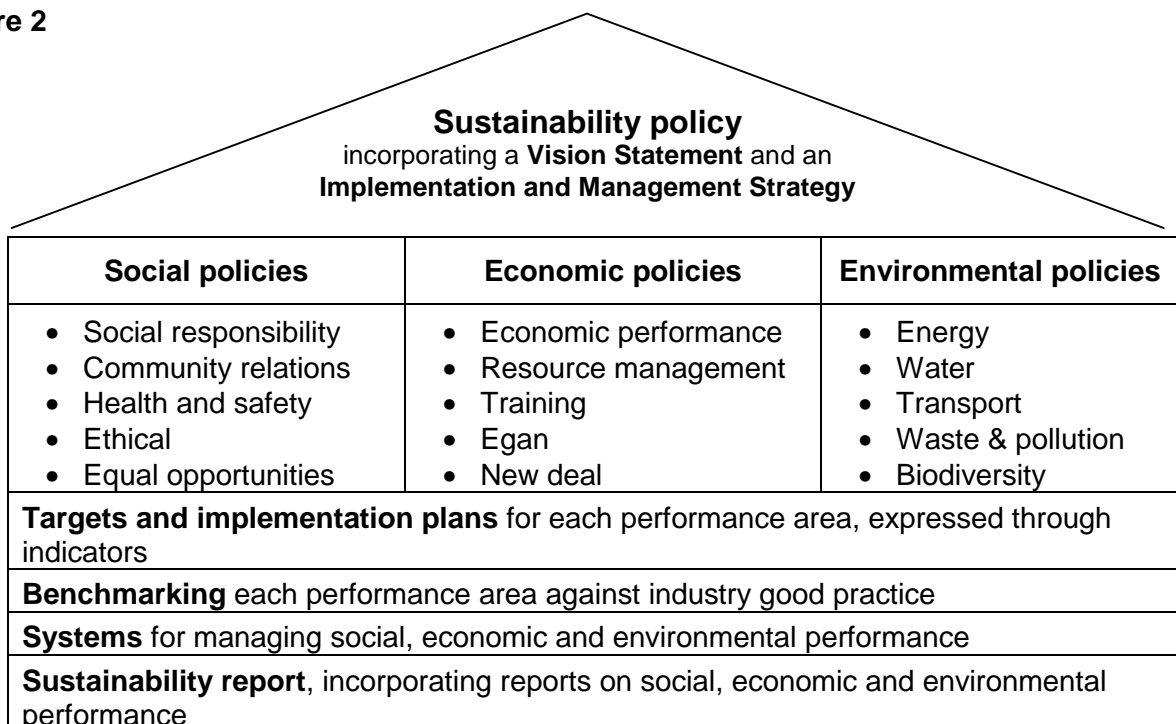 re 2
Sustainability policy
incorporating a Vision Statement and an
Implementation and Management Strategy
Social policies
• Social responsibility
• Community relations
• Health and safety
• Ethical
• Equal opportunities
Economic policies
• Economic performance
• Resource management
• Training
• Egan
• New deal
Environmental policies
• Energy
• Water
• Transport
• Waste & pollution
• Biodiversity
Targets and implementation plans for each performance area, expressed through
indicators
Benchmarking each performance area against industry good practice
Systems for managing social, economic and environmental performance
Sustainability report, incorporating reports on social, economic and environmental
performance